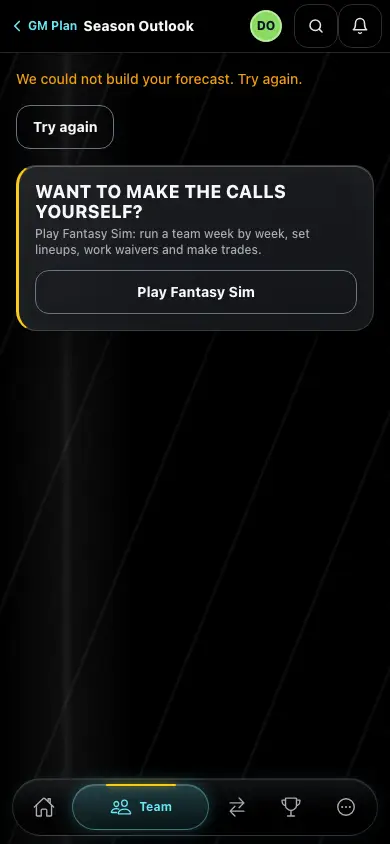 GM Plan Season Outlook DO
We could not build your forecast. Try again.
Try again
WANT TO MAKE THE CALLS
YOURSELF?
Play Fantasy Sim: run a team week by week, set
lineups, work waivers and make trades.
Play Fantasy Sim
Team